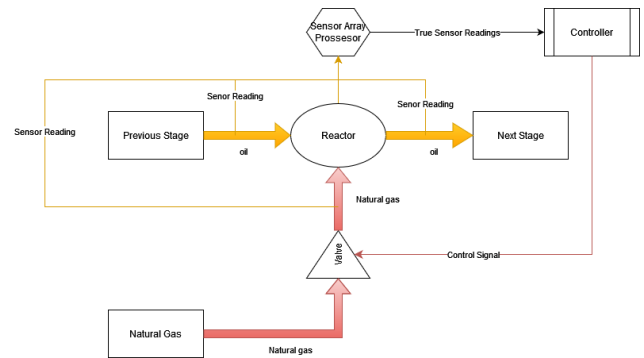 Sensor Array
Prossesor
True Sensor Readings
Controller
Senor Reading
Senor Reading
Sensor Reading
Previous Stage
Reactor
Next Stage
oil
oil
Natural gas
Valve
Control Signal
Natural Gas
Natural gas